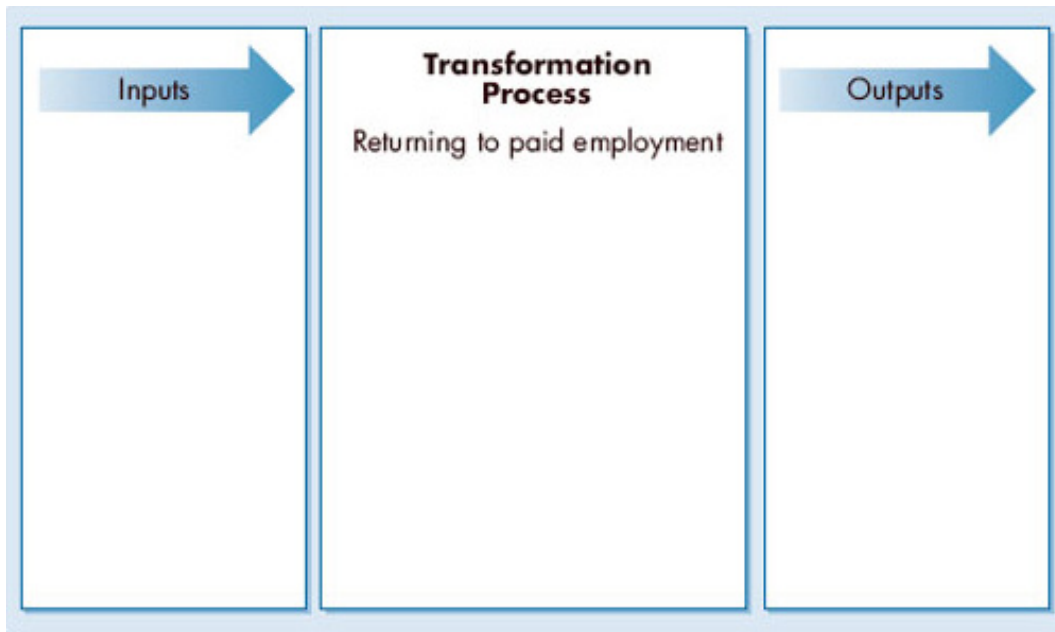 Inputs
Transformation
Process
Returning to paid employment
Outputs